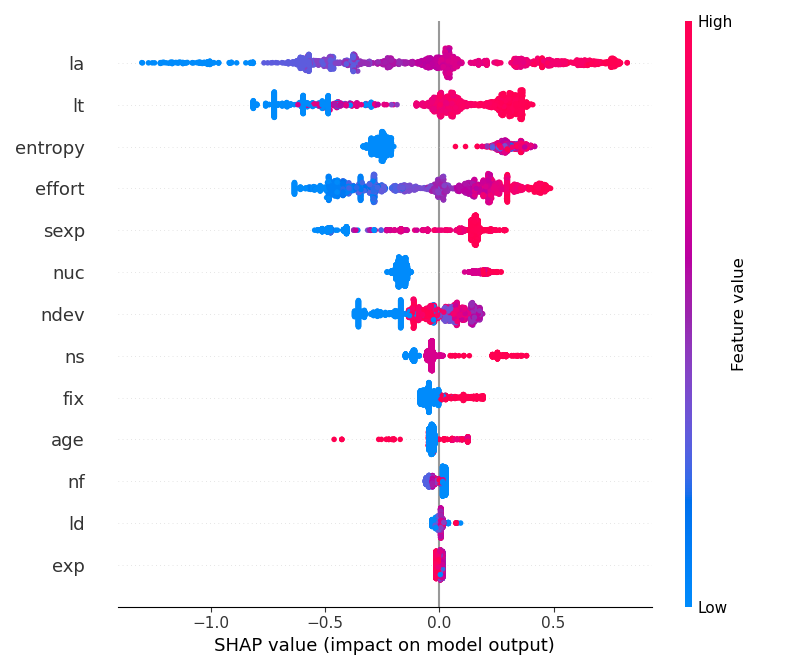 High
la
lt
entropy
effort
sexp
nuc
ndev
ns
fix
age
nf
ld
exp
Feature value
Low
−1.0 −0.5 0.0 0.5
SHAP value (impact on model output)